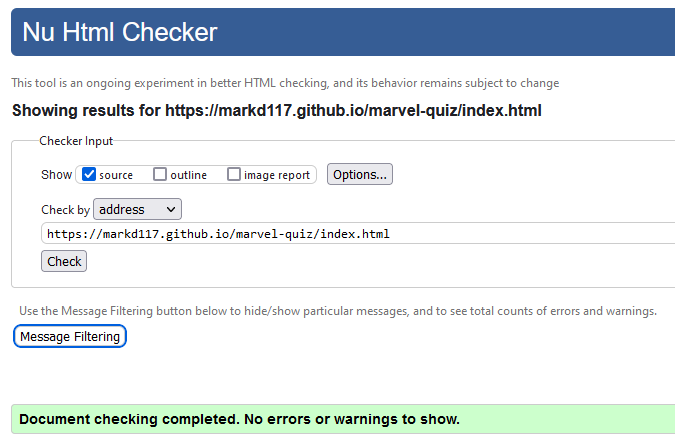 Nu Html Checker
This tool is an ongoing experiment in better HTML checking, and its behavior remains subject to change
Showing results for https://markd117.github.io/marvel-quiz/index.html
Checker Input
Show source outline image report Options...
Check by address
https://markd117.github.io/marvel-quiz/index.html
Check
Use the Message Filtering button below to hide/show particular messages, and to see total counts of errors and warnings.
Message Filtering
Document checking completed. No errors or warnings to show.